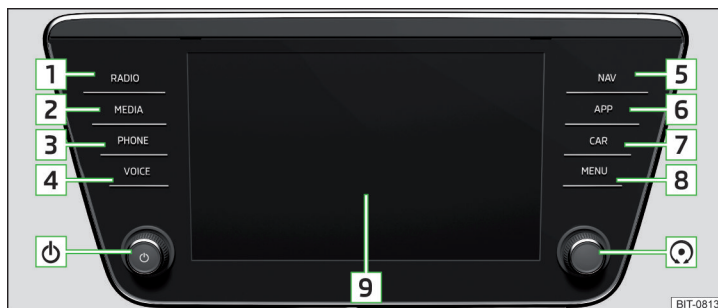 1 RADIO
2 MEDIA
3 PHONE
4 VOICE
NAV 5
APP 6
CAR 7
MENU 8
9
BIT-0813